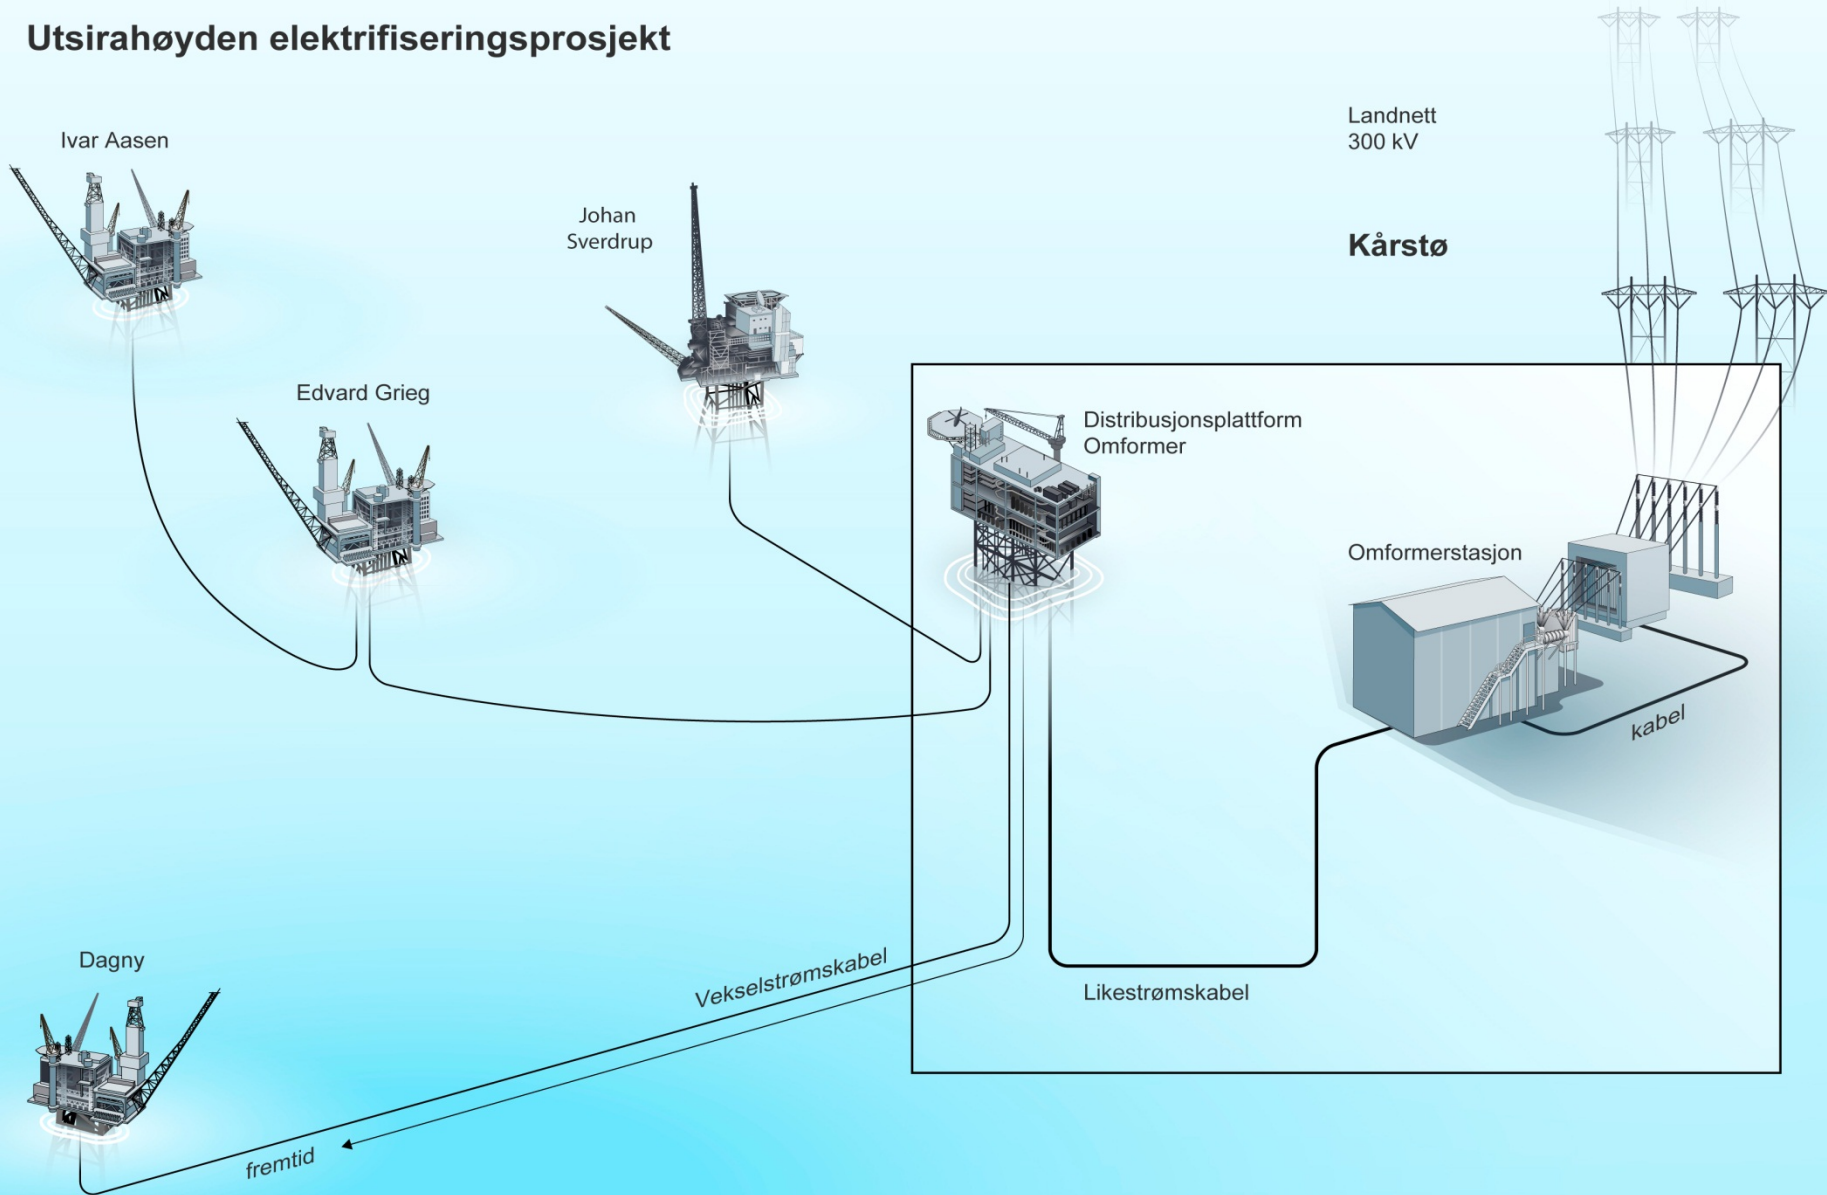 Utsirahøyden elektrifiseringsprosjekt
Ivar Aasen
Johan
Sverdrup
Landnett
300 kV
Kårstø
Edvard Grieg
Distribusjonsplattform
Omformer
Omformerstasjon
kabel
Dagny
Vekselstrømskabel
Likestrømskabel
fremtid